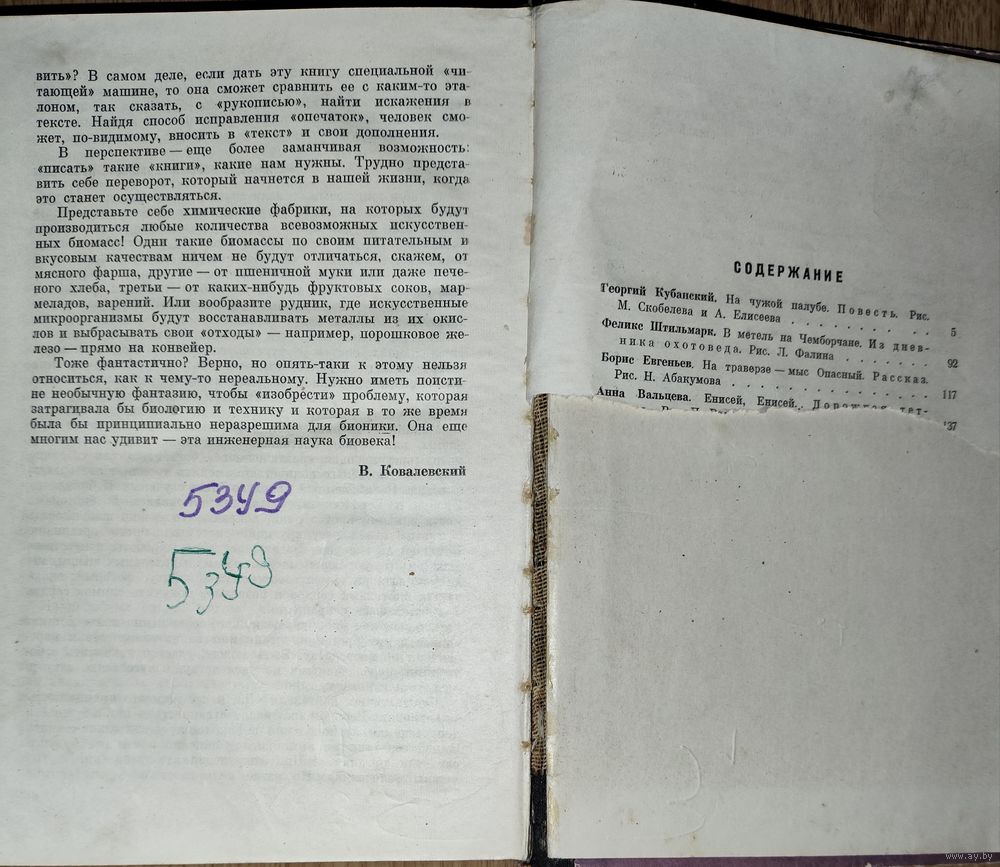 вить»? В самом деле, если дать эту книгу специальной «чи-
тающей» машине, то она сможет сравнить ее с каким-то эта-
лоном, так сказать, с «рукописью», найти искажения в
тексте. Найдя способ исправления «опечаток», человек смо-
жет, по-видимому, вносить в «текст» и свои дополнения.
В перспективе — еще более заманчивая возможность:
«писать» такие «книги», какие нам нужны. Трудно предста-
вить себе переворот, который начнется в нашей жизни, когда
это станет осуществляться.
Представьте себе химические фабрики, на которых будут
производиться любые количества всевозможных искусствен-
ных биомасс! Одни такие биомассы по своим питательным и
вкусовым качествам ничем не будут отличаться, скажем, от
мясного фарша, другие — от пшеничной муки или даже пече-
ного хлеба, третьи — от каких-нибудь фруктовых соков, мар-
меладов, варений. Или вообразите рудник, где искусственные
микроорганизмы будут восстанавливать металлы из их окис-
лов и выбрасывать свои «отходы» — например, порошковое же-
лезо — прямо на конвейер.
Тоже фантастично? Верно, но опять-таки к этому нельзя
относиться, как к чему-то нереальному. Нужно иметь поисти-
не необычную фантазию, чтобы «изобрести» проблему, которая
затрагивала бы биологию и технику и которая в то же время
была бы принципиально неразрешима для бионики. Она еще
многим нас удивит — эта инженерная наука биовека!
В. Ковалевский
5349
5349
СОДЕРЖАНИЕ
Георгий Кубанский. На чужой палубе. Повесть. Рис.
М. Скобелева и А. Елисеева . . . . . . . . . 5
Феликс Штильмарк. В метель на Чемборчане. Из днев-
ника охотоведа. Рис. Л. Фалина . . . . . . 92
Борис Евгеньев. На траверзе — мыс Опасный. Рассказ.
Рис. Н. Абакумова . . . . . . . . . . . . 117
Анна Вальцева. Енисей, Енисей... Дорожная тет-
137
www.ay.by